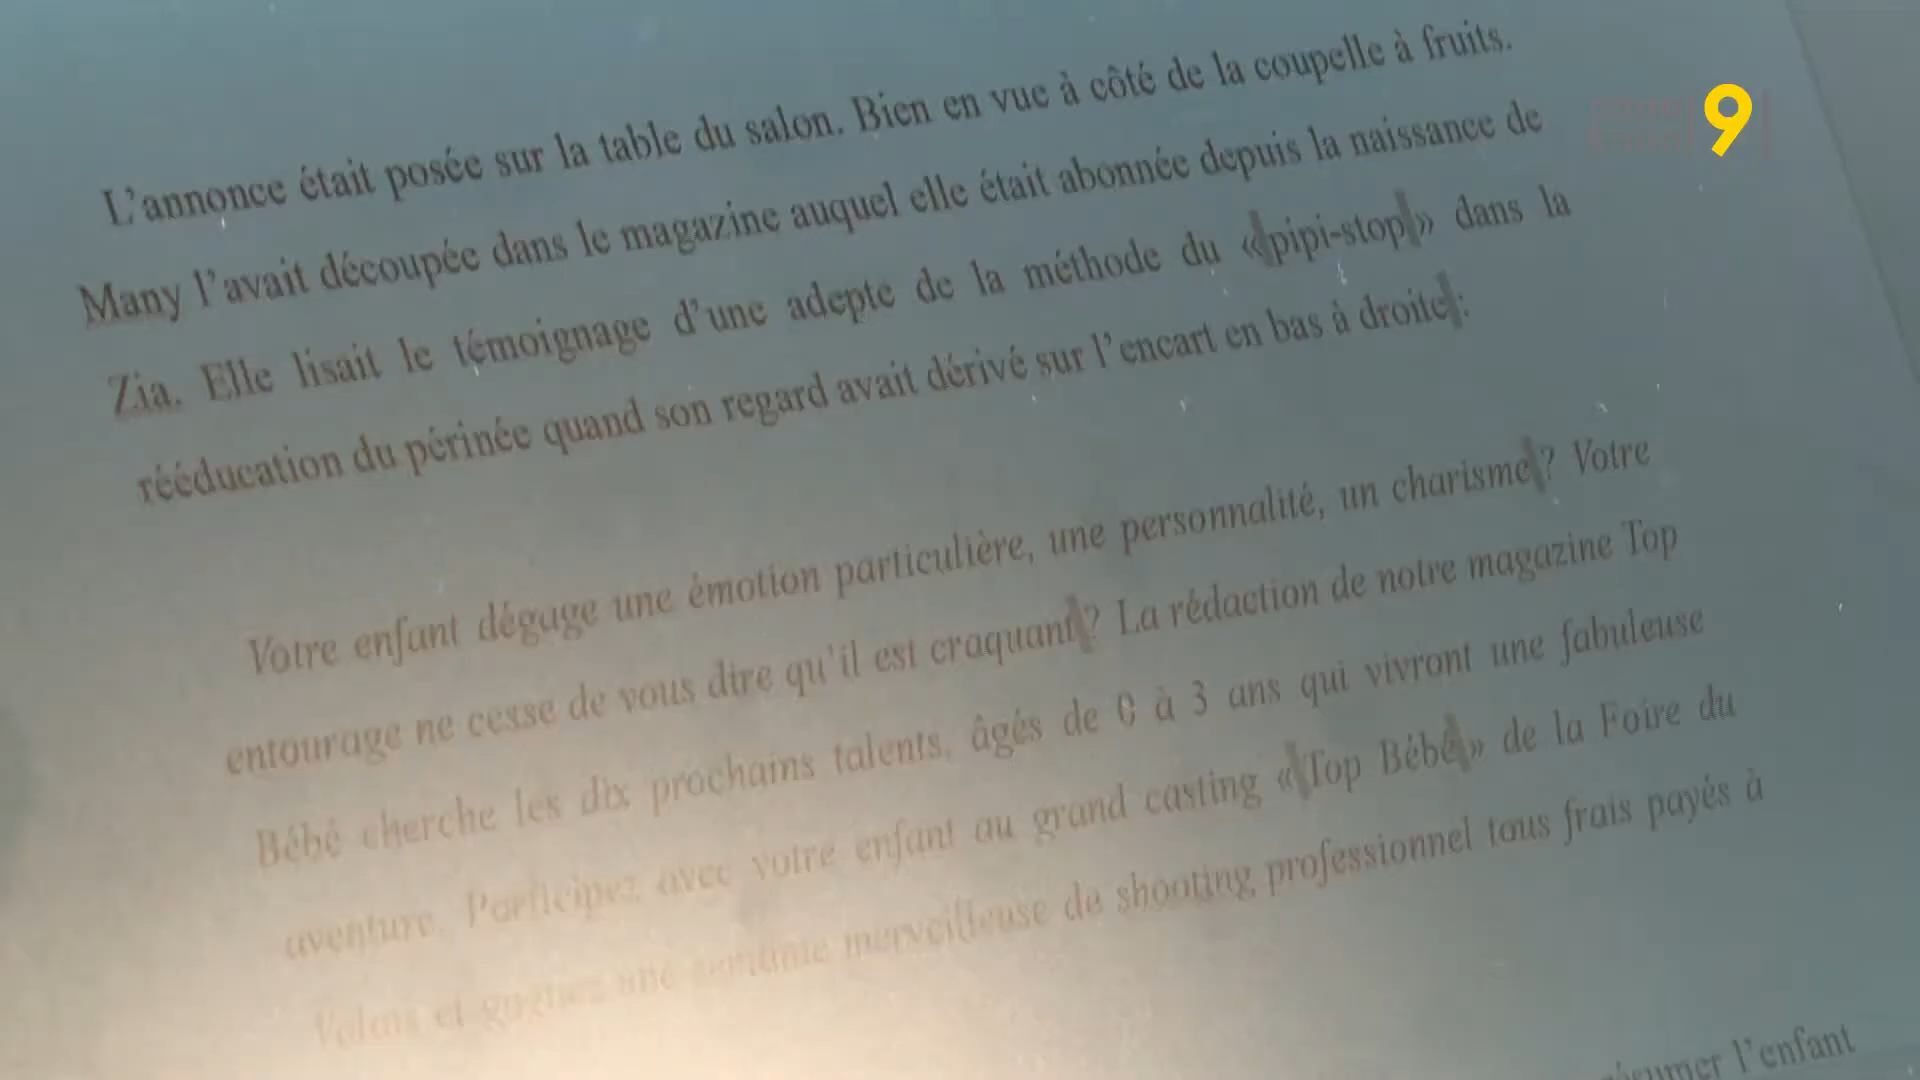 L'annonce était posée sur la table du salon. Bien en vue à côté de la coupelle à fruits.
9
Many l'avait découpée dans le magazine auquel elle était abonnée depuis la naissance de
Zia. Elle lisait le témoignage d'une adepte de la méthode du « pipi-stop » dans la
rééducation du périnée quand son regard avait dérivé sur l'encart en bas à droite :
Votre enfant dégage une émotion particulière, une personnalité, un charisme ? Votre
entourage ne cesse de vous dire qu'il est craquant ? La rédaction de notre magazine Top
Bébé cherche les dix prochains talents, âgés de 0 à 3 ans qui vivront une fabuleuse
aventure. Participez avec votre enfant au grand casting « Top Bébé » de la Foire du
Valais et gagnez une semaine merveilleuse de shooting professionnel tous frais payés à
l'enfant